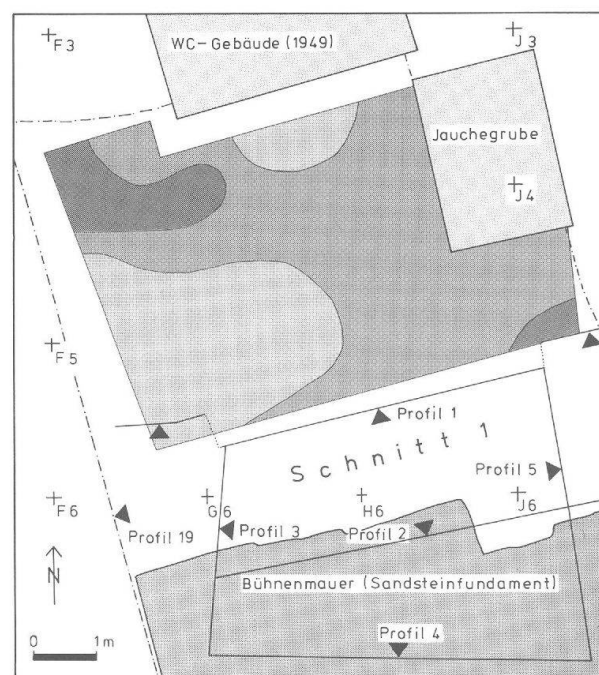 F3
J3
WC-Gebäude (1949)
Jauchegrube
J4
F5
Profil 1
Schnitt 1
Profil 5
F6
G6
H6
J6
Profil 19
Profil 3
Profil 2
N
Bühnenmauer (Sandsteinfundament)
0 1m
Profil 4